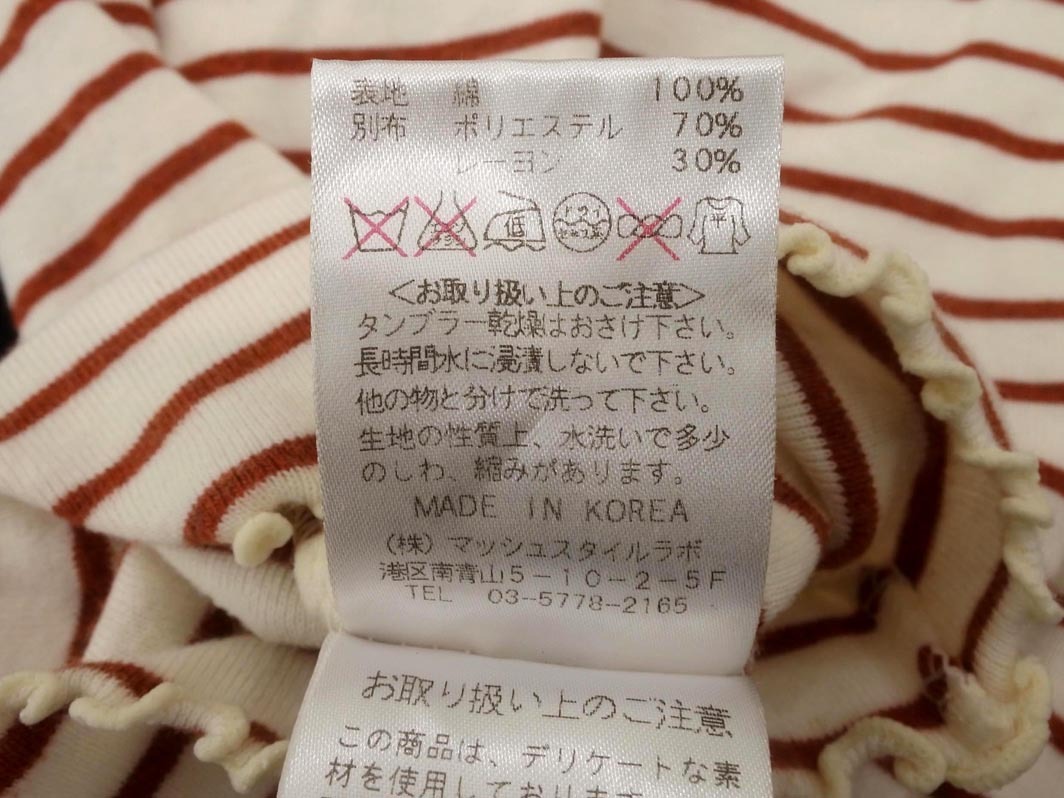 表地 綿 100%
別布 ポリエステル 70%
レーヨン 30%
低
平
<お取り扱い上のご注意>
タンブラー乾燥はおさけ下さい。
長時間水に浸漬しないで下さい。
他の物と分けて洗って下さい。
生地の性質上、水洗いで多少
のしわ、縮みがあります。
MADE IN KOREA
(株)マッシュスタイルラボ
港区南青山5-10-2-5F
TEL 03-5778-2165
お取り扱い上のご注意
この商品は、デリケートな素
材を使用しております